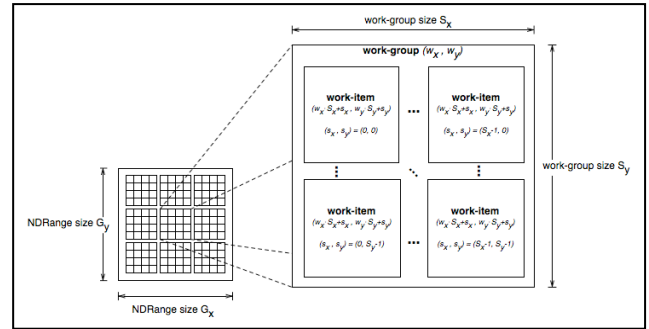 work-group size Sx
work-group (wx , wy)
work-item
(wx· Sx+sx , wy· Sy+sy)
(sx , sy) = (0, 0)
...
work-item
(wx· Sx+sx , wy· Sy+sy)
(sx , sy) = (Sx-1, 0)
work-group size Sy
work-item
(wx· Sx+sx , wy· Sy+sy)
(sx , sy) = (0, Sy-1)
...
work-item
(wx· Sx+sx , wy· Sy+sy)
(sx , sy) = (Sx-1, Sy-1)
NDRange size Gy
NDRange size Gx